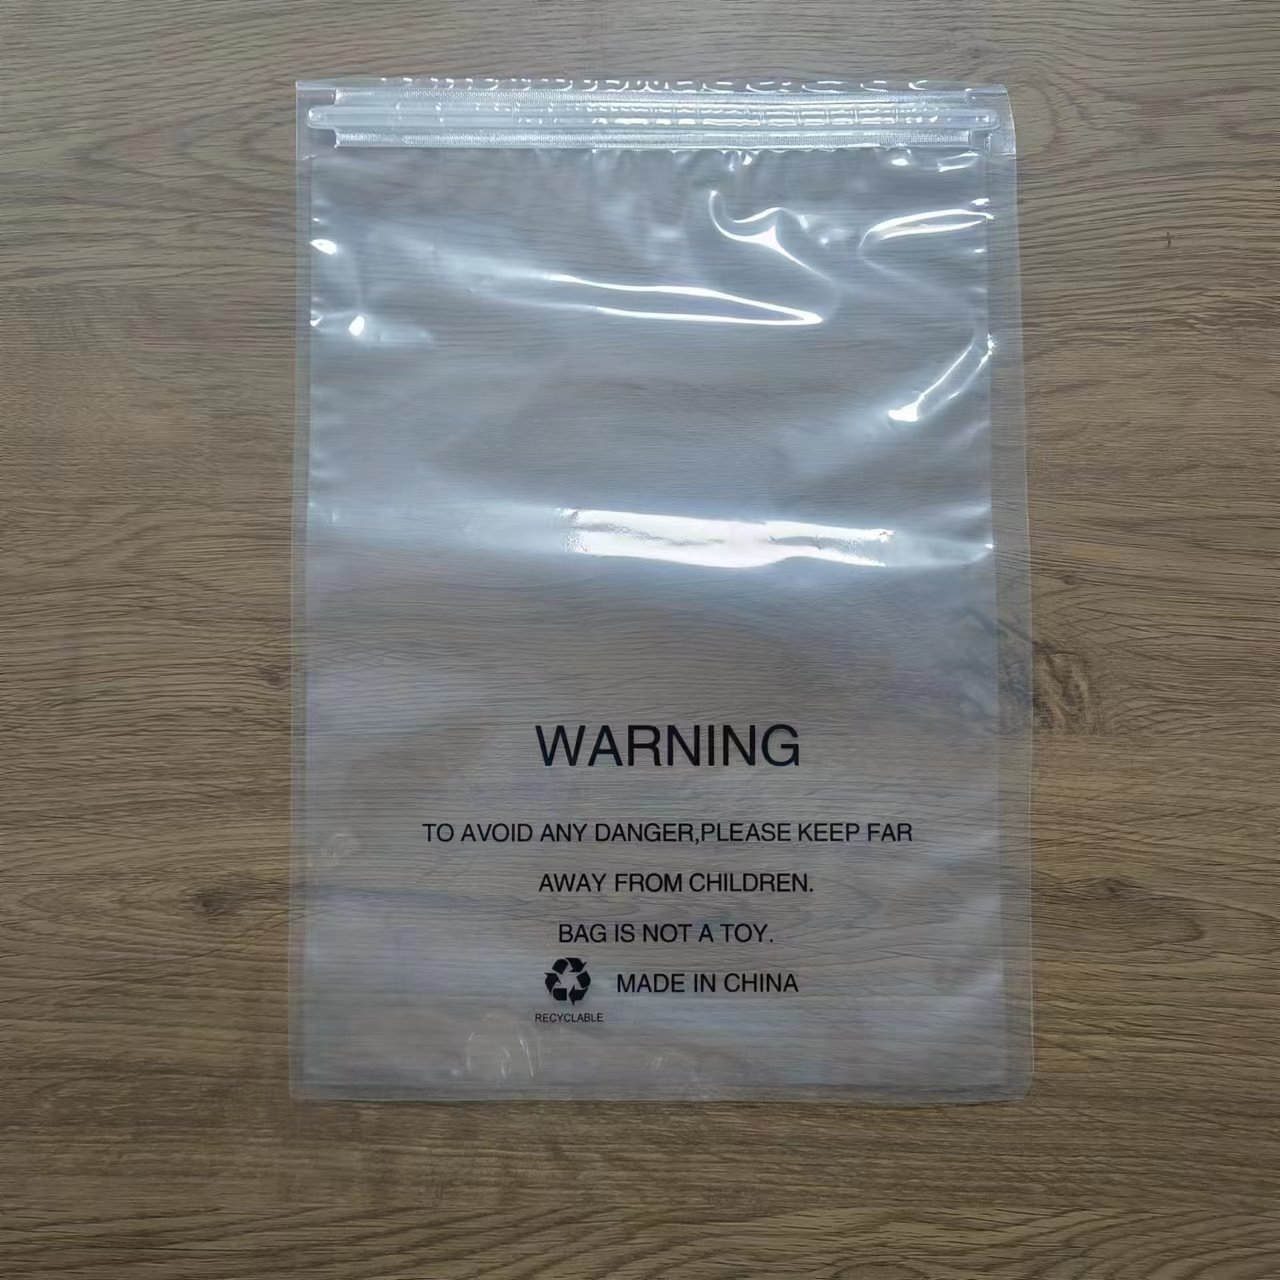 WARNING
TO AVOID ANY DANGER,PLEASE KEEP FAR
AWAY FROM CHILDREN.
BAG IS NOT A TOY.
MADE IN CHINA
RECYCLABLE